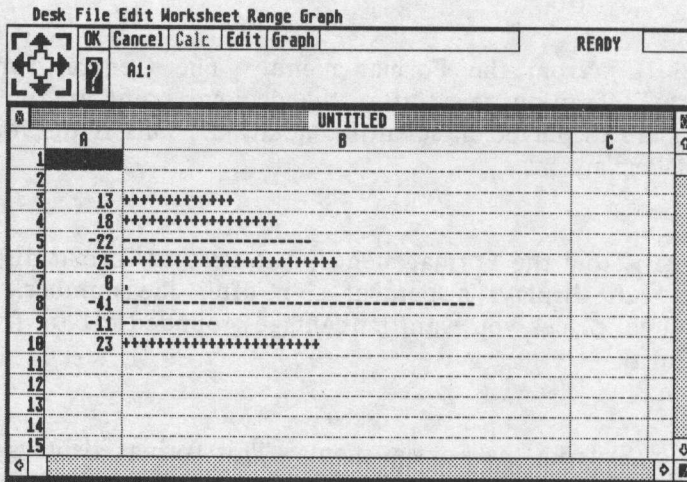 Desk File Edit Worksheet Range Graph
OK Cancel Calc Edit Graph READY
? A1:
UNTITLED
A B C
1
2
3 13 +++++++++++++
4 18 ++++++++++++++++++
5 -22 ----------------------
6 25 +++++++++++++++++++++++++
7 0 .
8 -41 -----------------------------------------
9 -11 -----------
10 23 +++++++++++++++++++++++
11
12
13
14
15